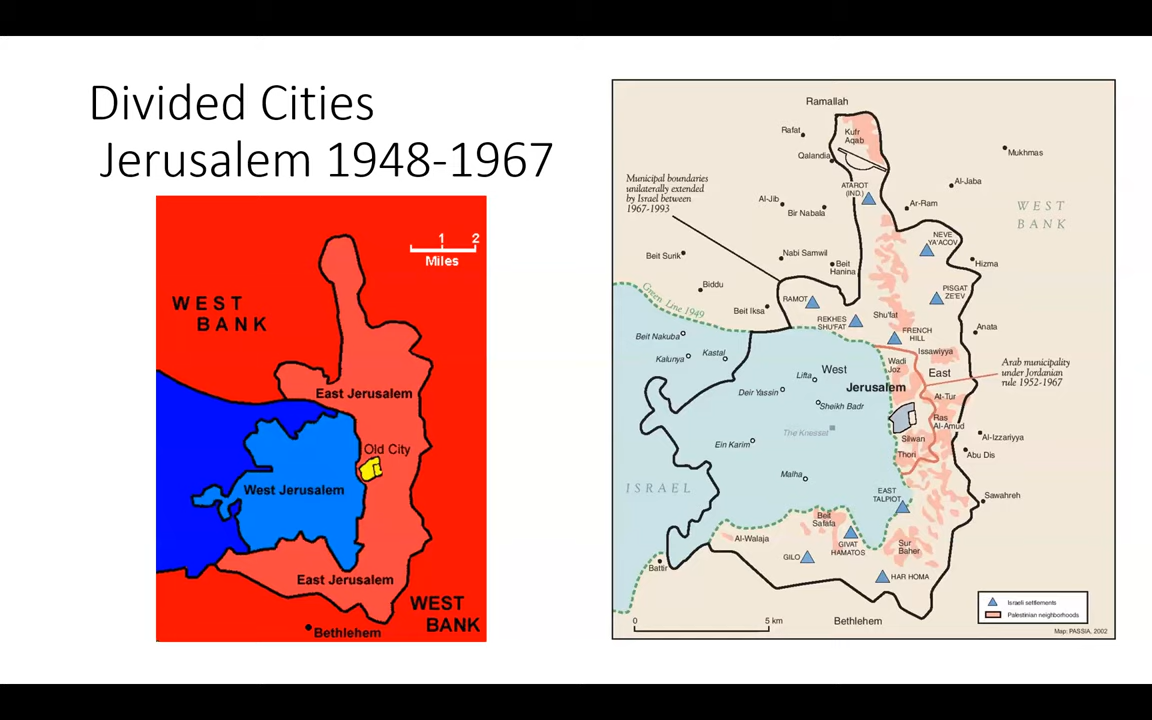 Divided Cities
Jerusalem 1948-1967
1 2
Miles
WEST
BANK
East Jerusalem
Old City
West Jerusalem
East Jerusalem
WEST
BANK
Bethlehem
Ramallah
Rafat
Kufr
Aqab
Qalandia
Mukhmas
Municipal boundaries
unilaterally extended
by Israel between
1967-1993
ATAROT
(IND.)
Al-Jaba
Al-Jib
Bir Nabala
Ar-Ram
WEST
BANK
NEVE
YA'ACOV
Beit Surik
Nabi Samwil
Beit
Hanina
Hizma
Biddu
Green Line 1949
PISGAT
ZE'EV
Beit Iksa
RAMOT
REKHES
SHU'FAT
Shu'fat
FRENCH
HILL
Anata
Beit Nakuba
Kalunya
Kastal
Issawiyya
Wadi
Joz
East
Arab municipality
under Jordanian
rule 1952-1967
Lifta
West
Jerusalem
Deir Yassin
Sheikh Badr
At-Tur
Ras
Al-Amud
The Knesset
Ein Karim
Silwan
Al-Izzariyya
Thori
Abu Dis
Malha
ISRAEL
EAST
TALPIOT
Sawahreh
Beit
Safafa
Al-Walaja
GIVAT
HAMATOS
Sur
Baher
GILO
Battir
HAR HOMA
Israeli settlements
Palestinian neighborhoods
0 5 km
Bethlehem
Map: PASSIA, 2002